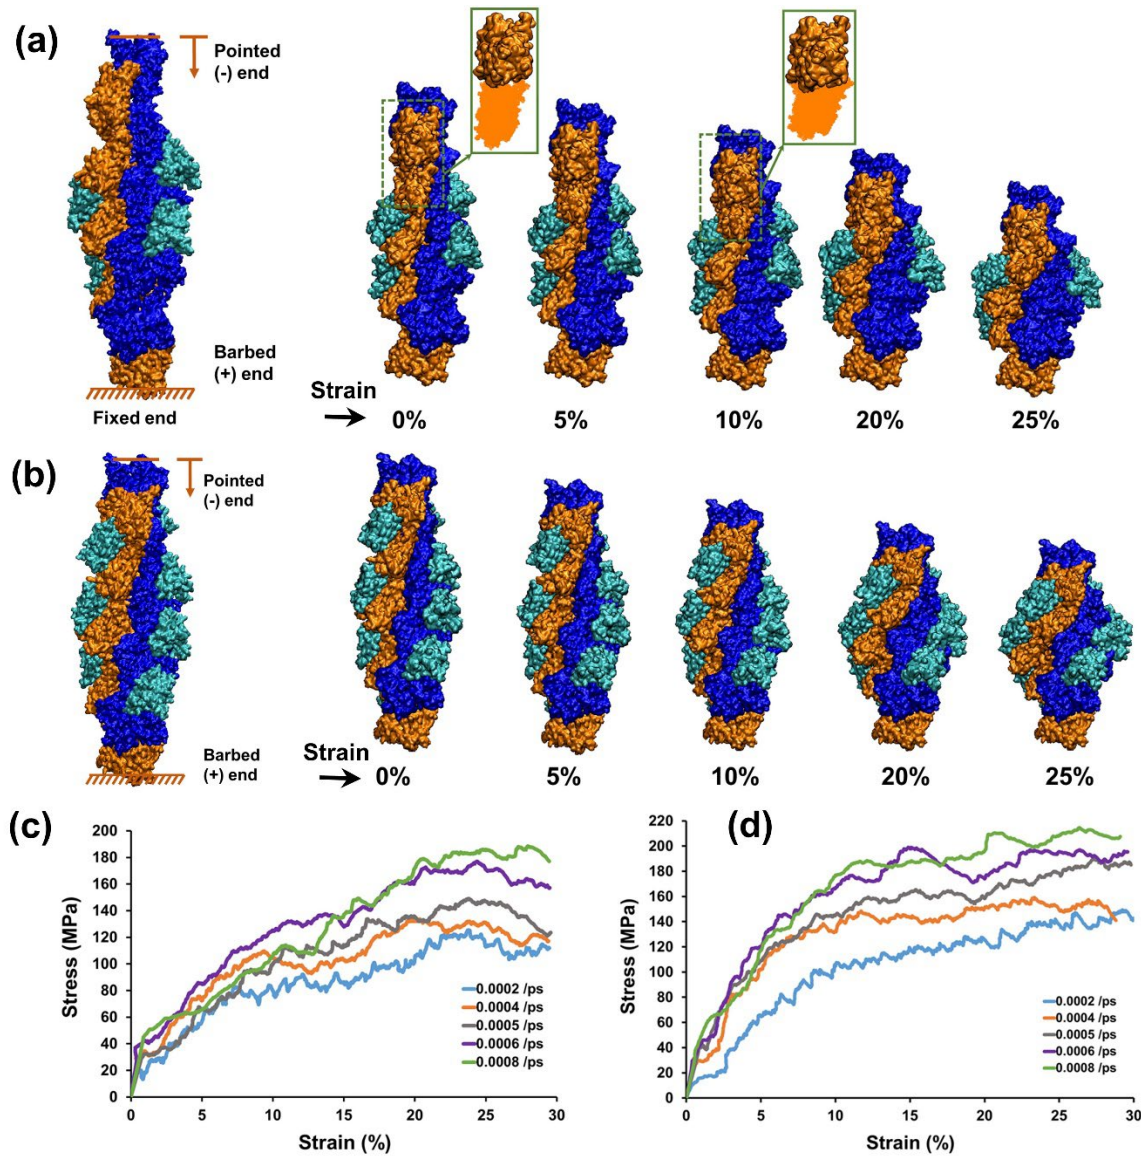 (a)
Pointed
(-) end
Barbed
(+) end
Fixed end
Strain
0%
5%
10%
20%
25%
(b)
Pointed
(-) end
Barbed
(+) end
Strain
0%
5%
10%
20%
25%
(c)
Stress (MPa)
200
180
160
140
120
100
80
60
40
20
0
0.0002 /ps
0.0004 /ps
0.0005 /ps
0.0006 /ps
0.0008 /ps
0 5 10 15 20 25 30
Strain (%)
(d)
Stress (MPa)
220
200
180
160
140
120
100
80
60
40
20
0
0.0002 /ps
0.0004 /ps
0.0005 /ps
0.0006 /ps
0.0008 /ps
0 5 10 15 20 25 30
Strain (%)